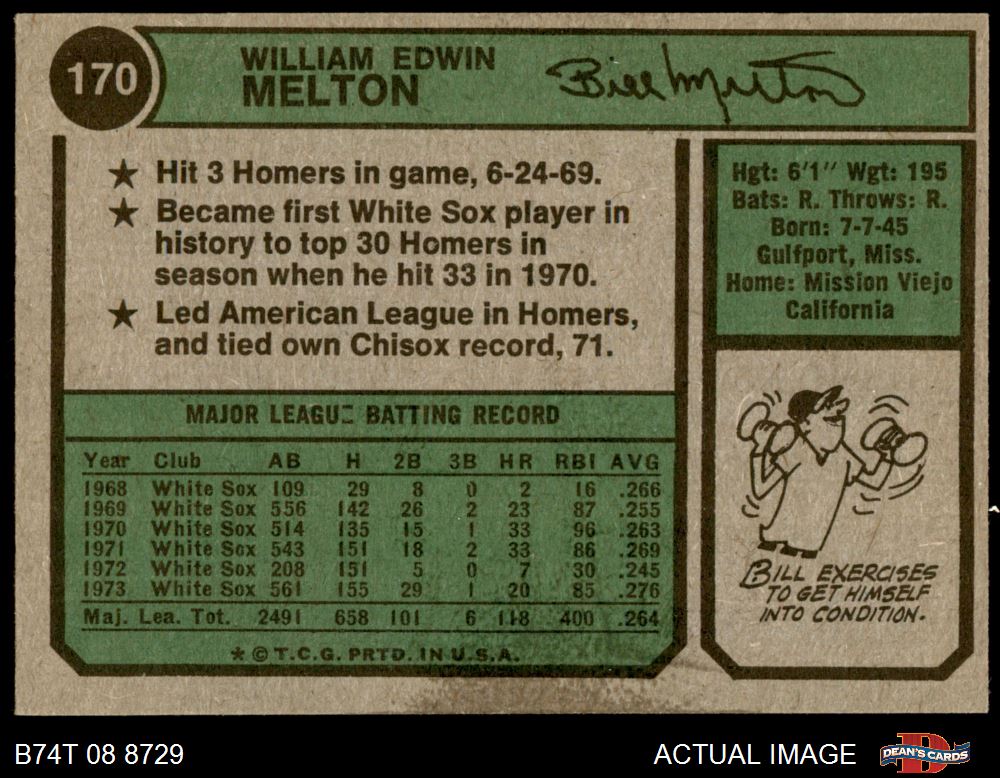 170
WILLIAM EDWIN
MELTON
Bill Melton
★ Hit 3 Homers in game, 6-24-69.
★ Became first White Sox player in
history to top 30 Homers in
season when he hit 33 in 1970.
★ Led American League in Homers,
and tied own Chisox record, 71.
Hgt: 6'1" Wgt: 195
Bats: R. Throws: R.
Born: 7-7-45
Gulfport, Miss.
Home: Mission Viejo
California
MAJOR LEAGUE BATTING RECORD
Year Club AB H 2B 3B HR RBI AVG
1968 White Sox 109 29 8 0 2 16 .266
1969 White Sox 556 142 26 2 23 87 .255
1970 White Sox 514 135 15 1 33 96 .263
1971 White Sox 543 151 18 2 33 86 .269
1972 White Sox 208 151 5 0 7 30 .245
1973 White Sox 561 155 29 1 20 85 .276
Maj. Lea. Tot. 2491 658 101 6 118 400 .264
★ © T.C.G. PRTD. IN U.S.A.
BILL EXERCISES
TO GET HIMSELF
INTO CONDITION.
B74T 08 8729
ACTUAL IMAGE
DEAN'S CARDS